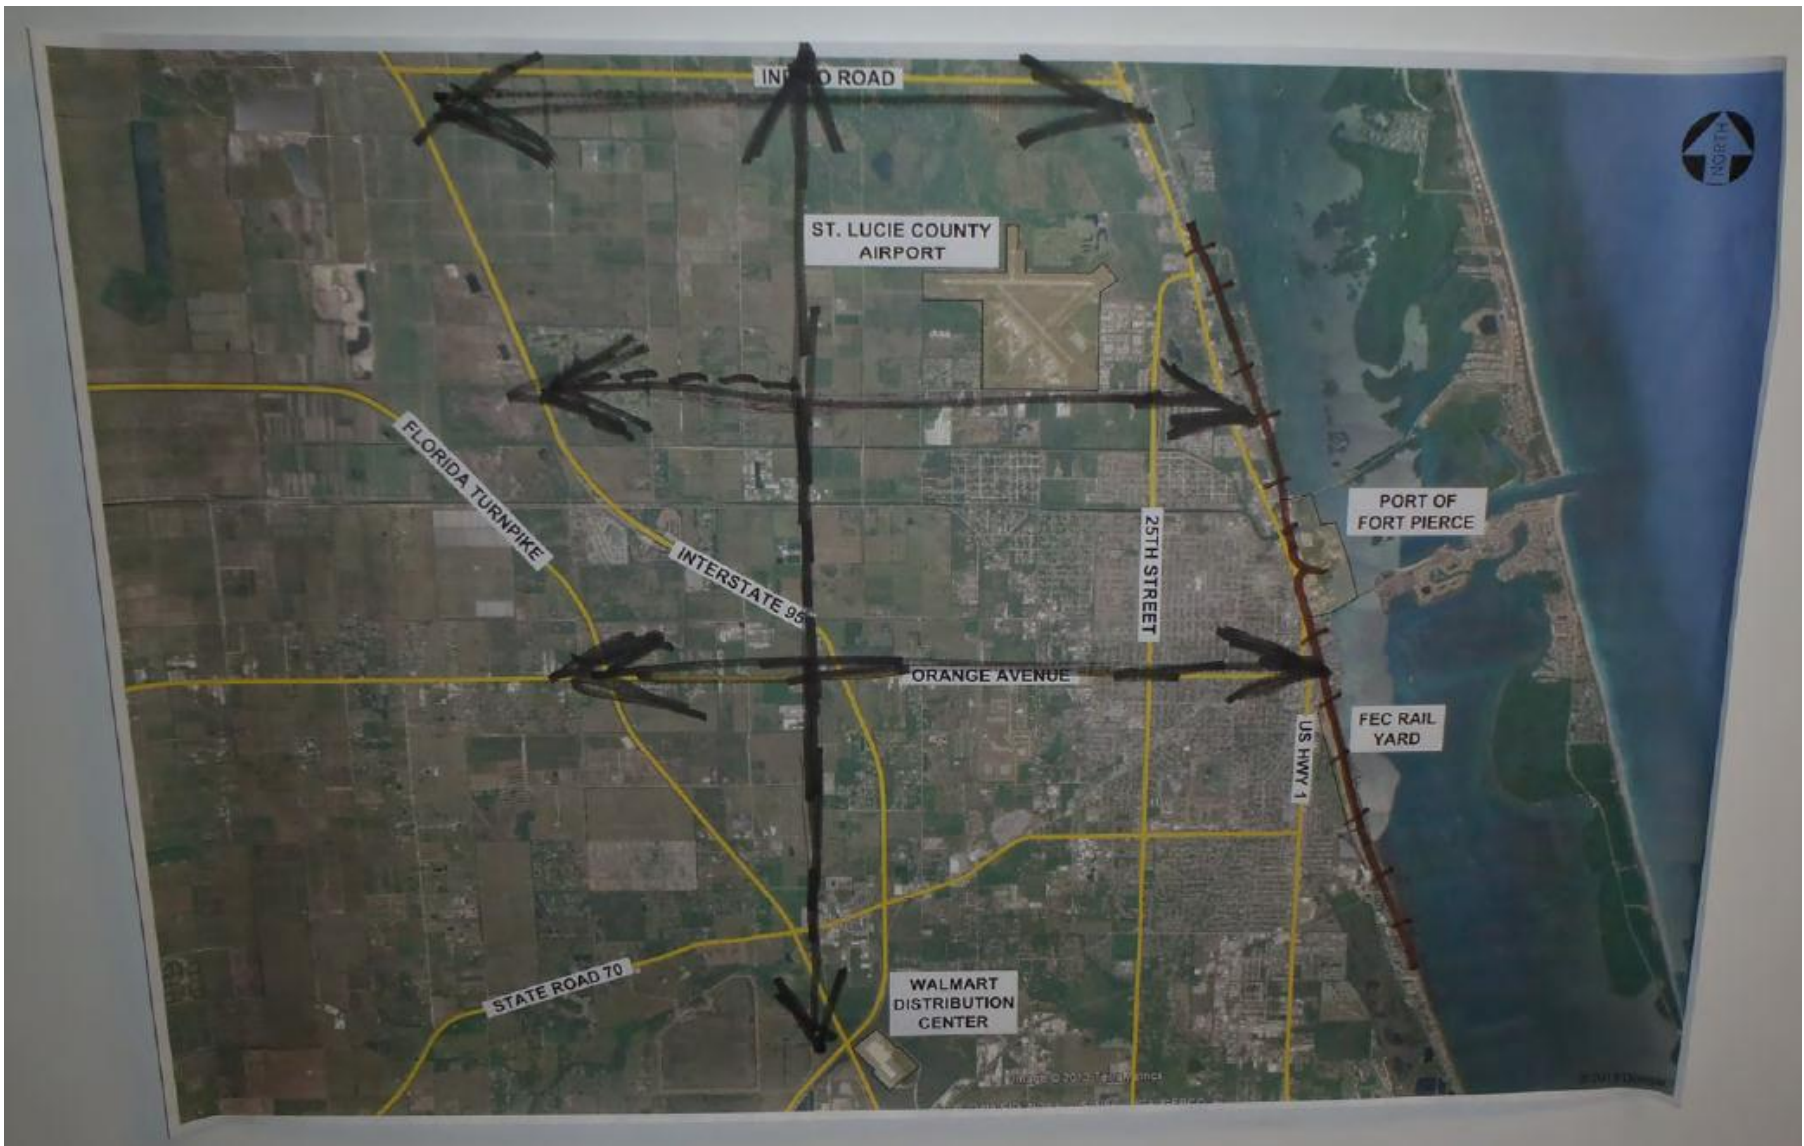 ROAD
NORTH
ST. LUCIE COUNTY
AIRPORT
FLORIDA TURNPIKE
INTERSTATE 95
25TH STREET
PORT OF
FORT PIERCE
ORANGE AVENUE
FEC RAIL
YARD
US HWY 1
STATE ROAD 70
WALMART
DISTRIBUTION
CENTER